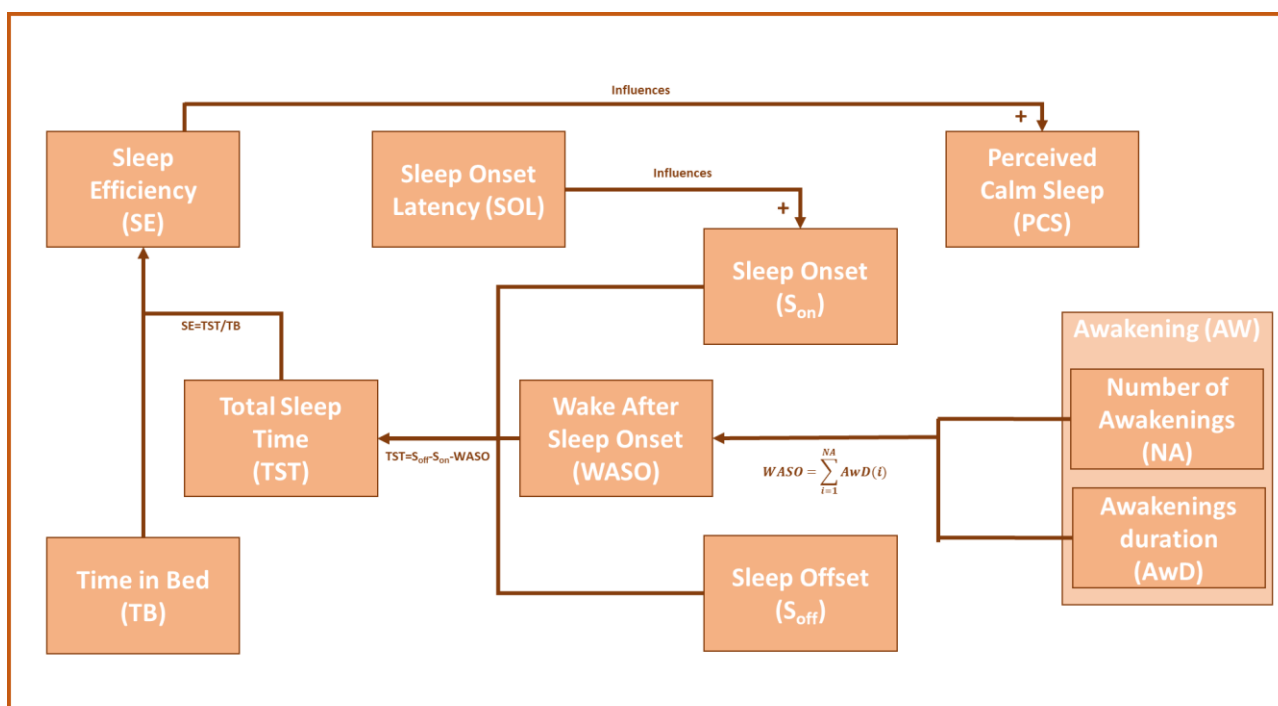 Influences
+
Sleep
Efficiency
(SE)
Sleep Onset
Latency (SOL)
Influences
+
Perceived
Calm Sleep
(PCS)
Sleep Onset
(Son)
SE=TST/TB
Awakening (AW)
Number of
Awakenings
(NA)
Total Sleep
Time
(TST)
TST=Soff-Son-WASO
Wake After
Sleep Onset
(WASO)
WASO = ∑_{i=1}^{NA} AwD(i)
Awakenings
duration
(AwD)
Time in Bed
(TB)
Sleep Offset
(Soff)